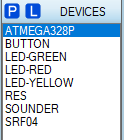 P L DEVICES
ATMEGA328P
BUTTON
LED-GREEN
LED-RED
LED-YELLOW
RES
SOUNDER
SRF04